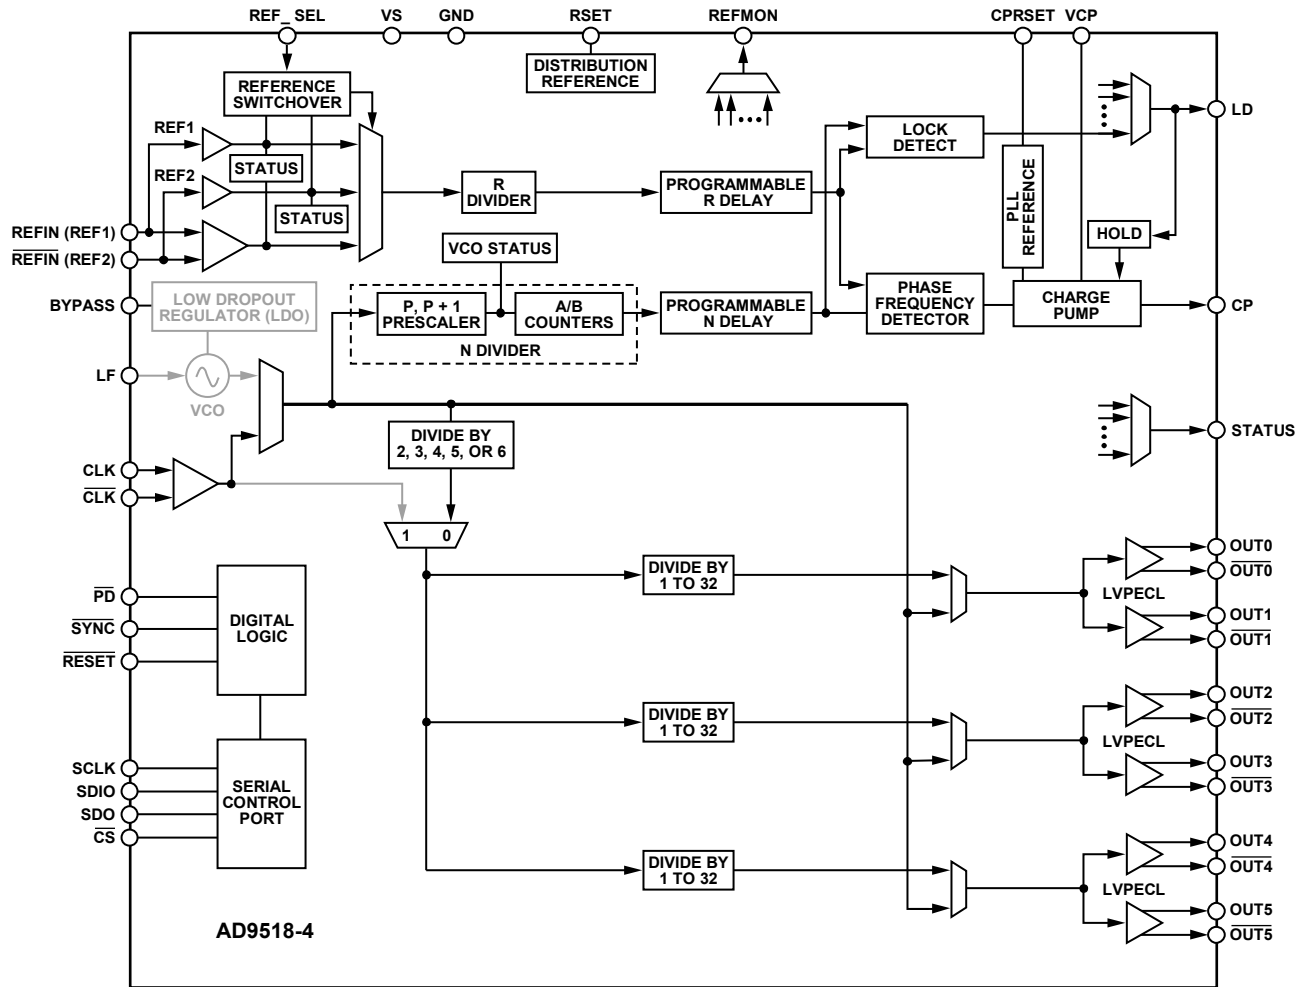 REF_SEL
VS
GND
RSET
REFMON
CPRSET
VCP
DISTRIBUTION
REFERENCE
REFERENCE
SWITCHOVER
REF1
STATUS
REF2
STATUS
REFIN (REF1)
REFIN (REF2)
R
DIVIDER
PROGRAMMABLE
R DELAY
LOCK
DETECT
LD
PLL
REFERENCE
HOLD
VCO STATUS
BYPASS
LOW DROPOUT
REGULATOR (LDO)
P, P + 1
PRESCALER
A/B
COUNTERS
N DIVIDER
PROGRAMMABLE
N DELAY
PHASE
FREQUENCY
DETECTOR
CHARGE
PUMP
CP
LF
VCO
STATUS
DIVIDE BY
2, 3, 4, 5, OR 6
CLK
CLK
1 0
DIVIDE BY
1 TO 32
LVPECL
OUT0
OUT0
OUT1
OUT1
PD
SYNC
RESET
DIGITAL
LOGIC
DIVIDE BY
1 TO 32
LVPECL
OUT2
OUT2
OUT3
OUT3
SCLK
SDIO
SDO
CS
SERIAL
CONTROL
PORT
DIVIDE BY
1 TO 32
LVPECL
OUT4
OUT4
OUT5
OUT5
AD9518-4